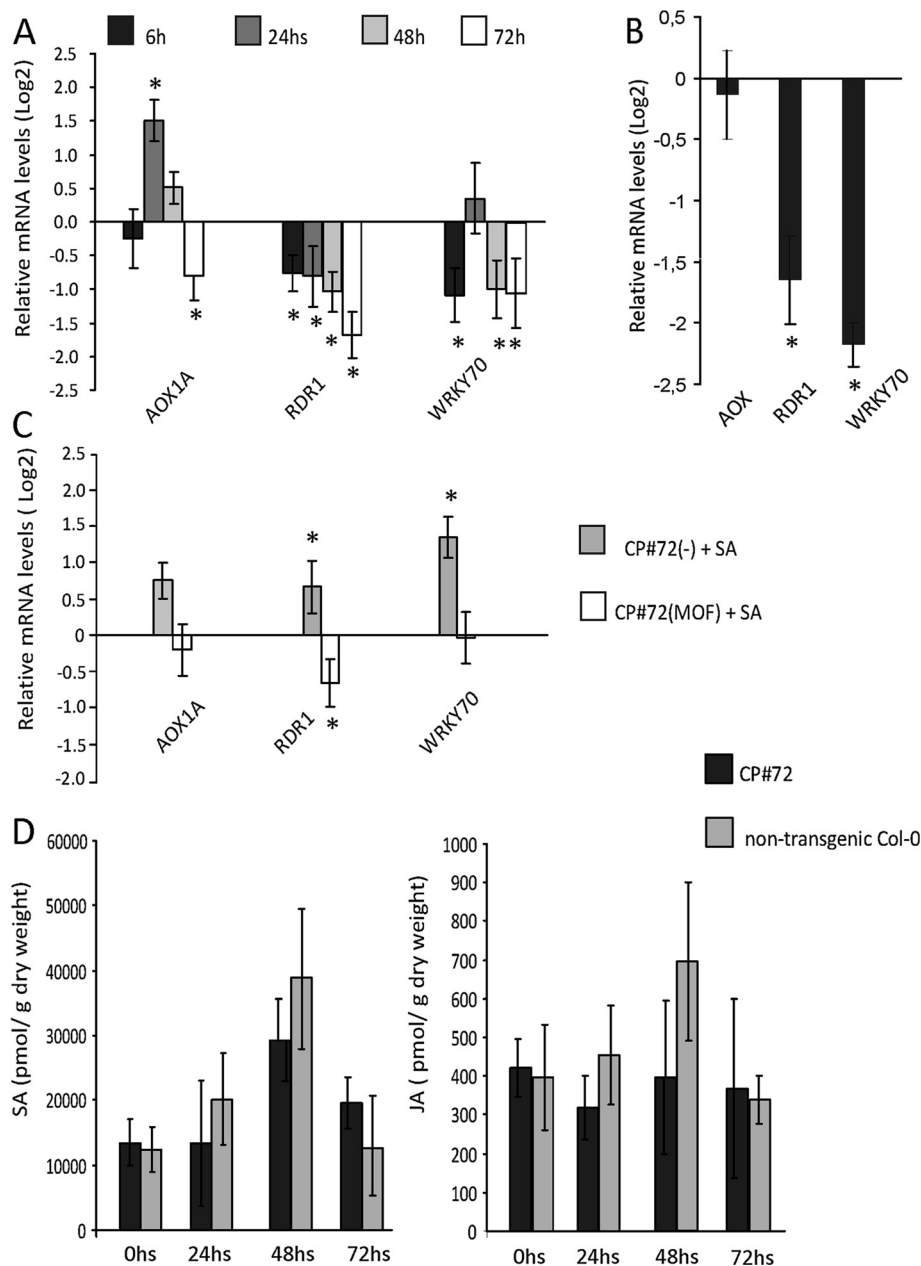 A
6h
24hs
48h
72h
Relative mRNA levels (Log2)
2.5
2.0
1.5
1.0
0.5
0.0
-0.5
-1.0
-1.5
-2.0
-2.5
*
*
*
*
*
*
*
*
*
AOX1A
RDR1
WRKY70
B
Relative mRNA levels (Log2)
0,5
0
-0,5
-1
-1,5
-2
-2,5
*
*
AOX
RDR1
WRKY70
C
Relative mRNA levels ( Log2)
2.5
2.0
1.5
1.0
0.5
0
-0.5
-1.0
-1.5
2.0
*
*
*
AOX1A
RDR1
WRKY70
CP#72(-) + SA
CP#72(MOF) + SA
CP#72
non-transgenic Col-0
D
SA (pmol/ g dry weight)
60000
50000
40000
30000
20000
10000
0
0hs
24hs
48hs
72hs
JA ( pmol/ g dry weight)
1000
900
800
700
600
500
400
300
200
100
0
0hs
24hs
48hs
72hs